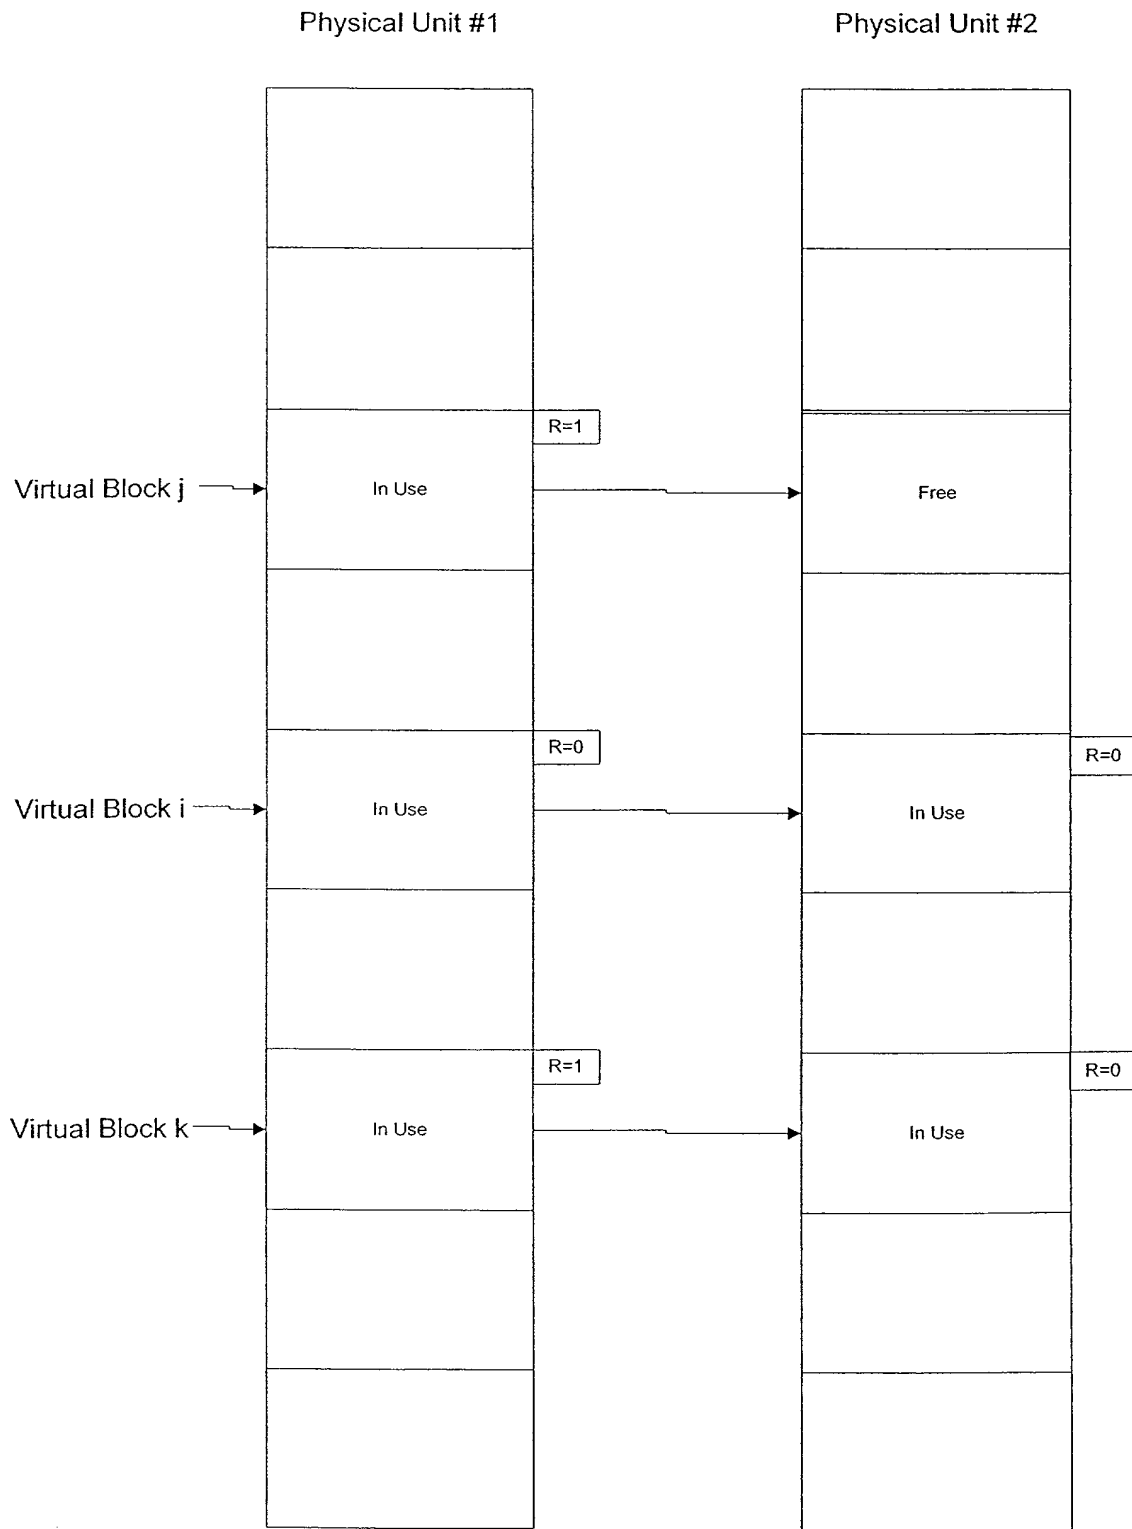 Physical Unit #1
Physical Unit #2
R=1
Virtual Block j
In Use
Free
R=0
R=0
Virtual Block i
In Use
In Use
R=1
R=0
Virtual Block k
In Use
In Use